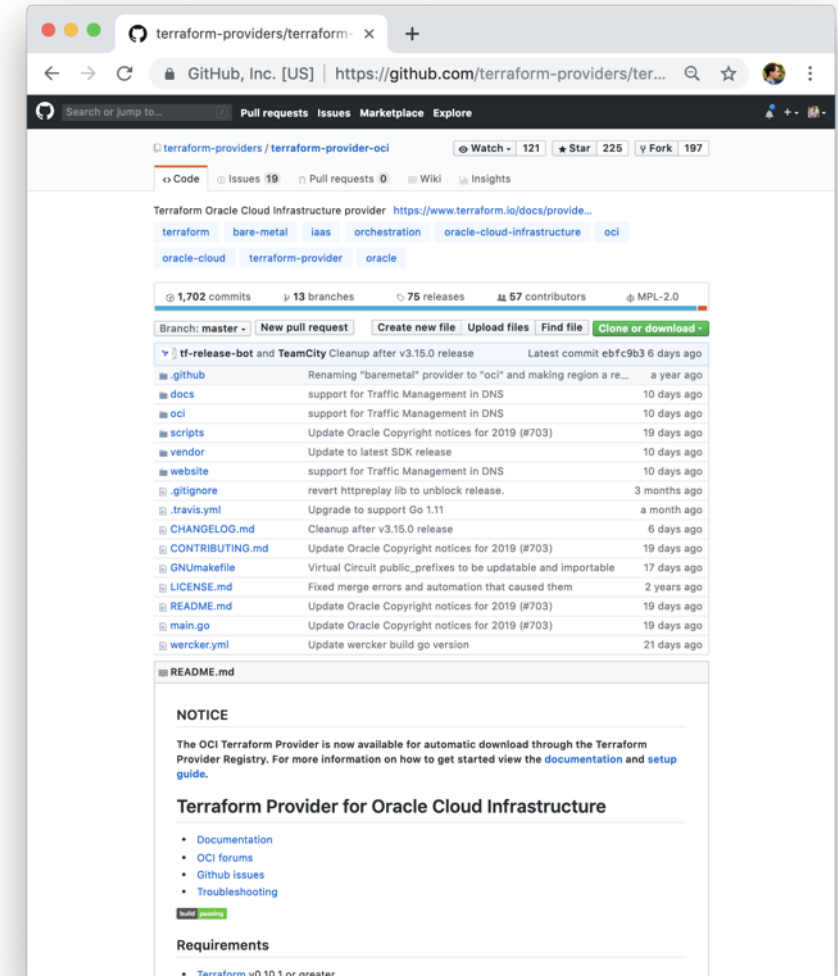 terraform-providers/terraform-
GitHub, Inc. [US] | https://github.com/terraform-providers/ter...
Search or jump to... / Pull requests Issues Marketplace Explore
terraform-providers / terraform-provider-oci Watch 121 Star 225 Fork 197
Code Issues 19 Pull requests 0 Wiki Insights
Terraform Oracle Cloud Infrastructure provider https://www.terraform.io/docs/provide...
terraform bare-metal iaas orchestration oracle-cloud-infrastructure oci
oracle-cloud terraform-provider oracle
1,702 commits 13 branches 75 releases 57 contributors MPL-2.0
Branch: master New pull request Create new file Upload files Find file Clone or download
tf-release-bot and TeamCity Cleanup after v3.15.0 release Latest commit ebfc9b3 6 days ago
.github Renaming "baremetal" provider to "oci" and making region a re... a year ago
docs support for Traffic Management in DNS 10 days ago
oci support for Traffic Management in DNS 10 days ago
scripts Update Oracle Copyright notices for 2019 (#703) 19 days ago
vendor Update to latest SDK release 10 days ago
website support for Traffic Management in DNS 10 days ago
.gitignore revert httpreplay lib to unblock release. 3 months ago
.travis.yml Upgrade to support Go 1.11 a month ago
CHANGELOG.md Cleanup after v3.15.0 release 6 days ago
CONTRIBUTING.md Update Oracle Copyright notices for 2019 (#703) 19 days ago
GNUmakefile Virtual Circuit public_prefixes to be updatable and importable 17 days ago
LICENSE.md Fixed merge errors and automation that caused them 2 years ago
README.md Update Oracle Copyright notices for 2019 (#703) 19 days ago
main.go Update Oracle Copyright notices for 2019 (#703) 19 days ago
wercker.yml Update wercker build go version 21 days ago
README.md
NOTICE
The OCI Terraform Provider is now available for automatic download through the Terraform
Provider Registry. For more information on how to get started view the documentation and setup
guide.
Terraform Provider for Oracle Cloud Infrastructure
• Documentation
• OCI forums
• Github issues
• Troubleshooting
build passing
Requirements
• Terraform v0.10.1 or greater